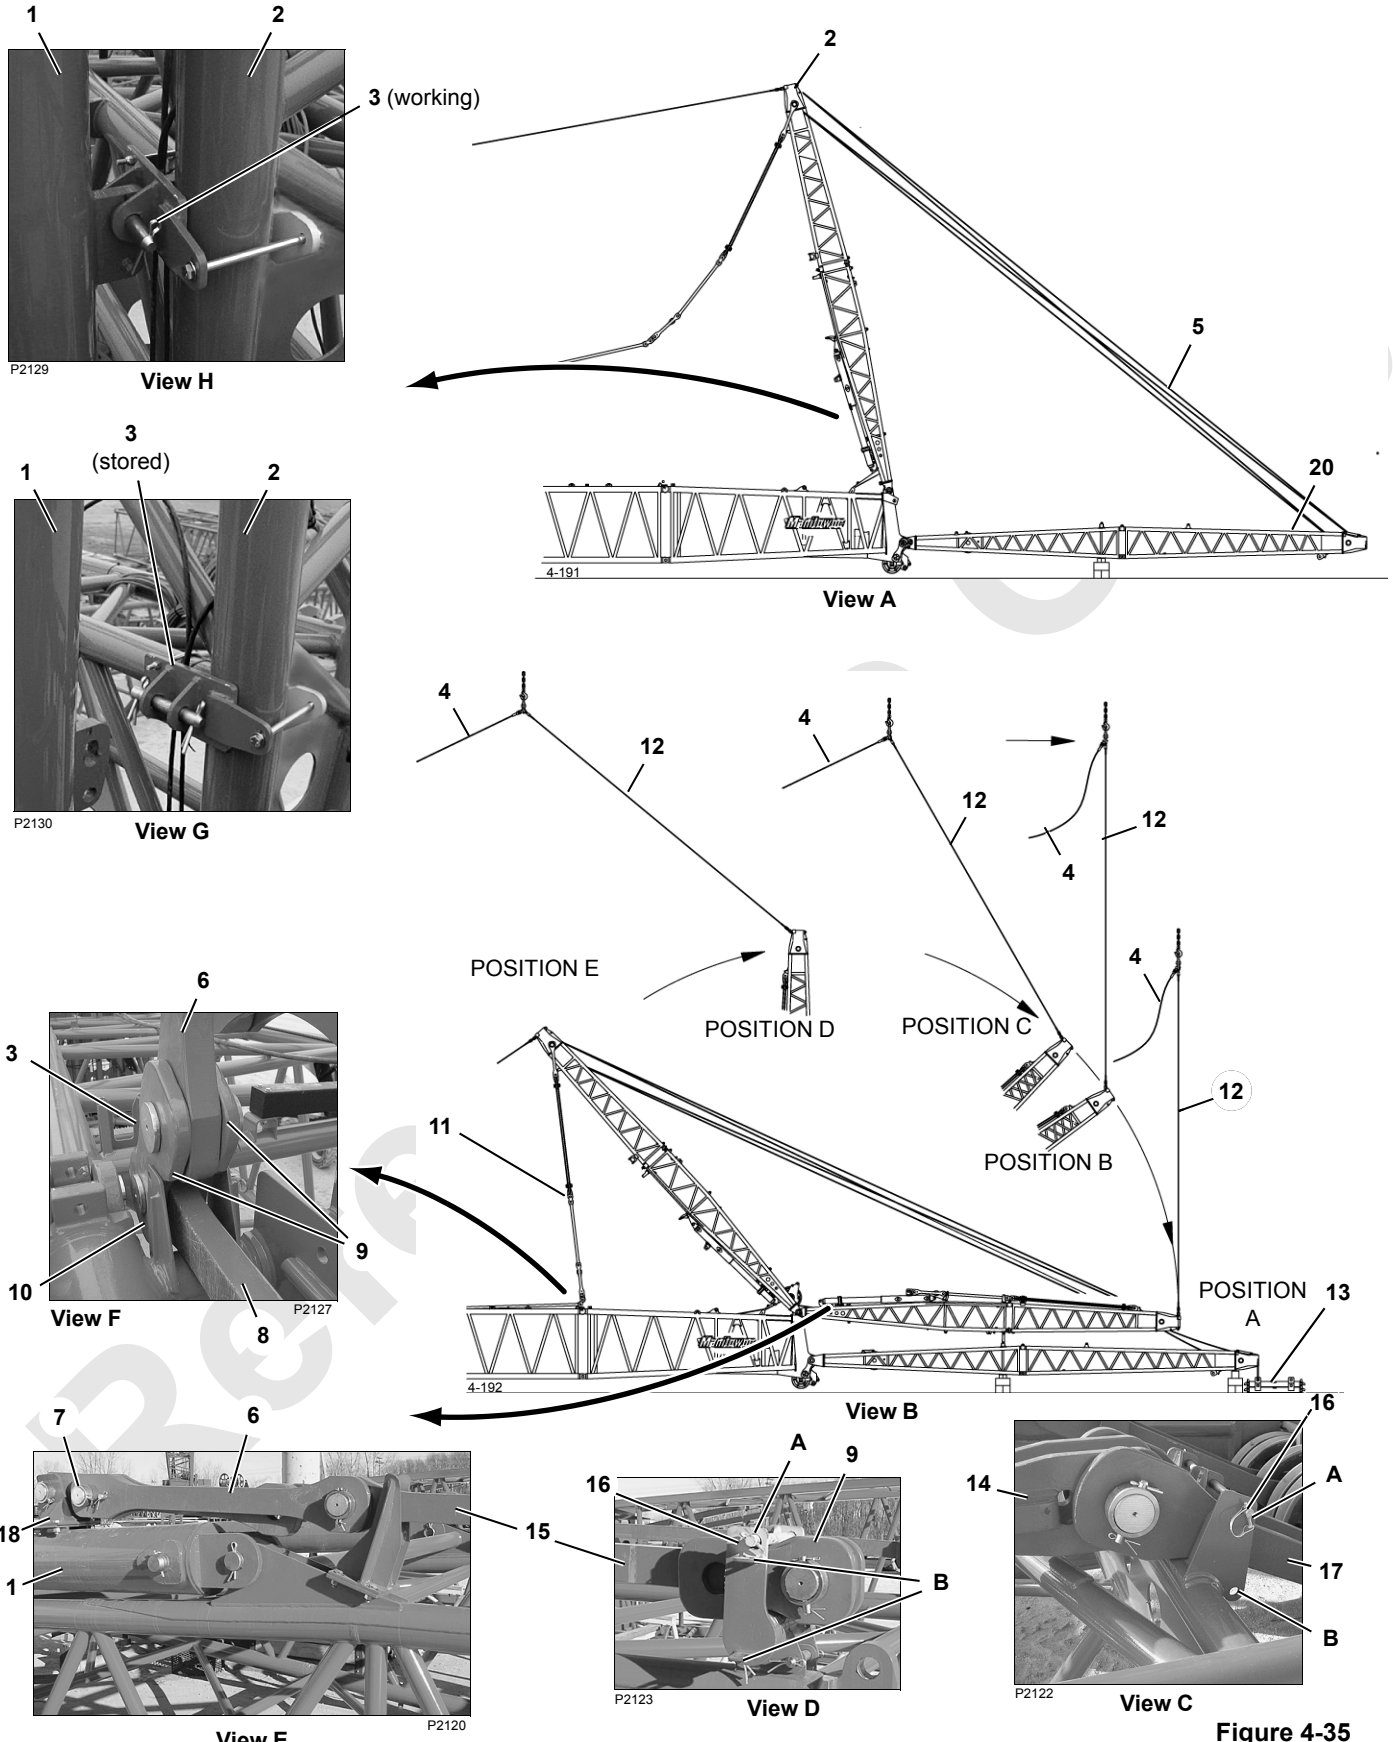 1
2
3 (working)
P2129
View H
2
5
20
Manitowoc
4-191
View A
3
(stored)
1
2
P2130
View G
4
12
4
12
12
4
4
12
POSITION E
POSITION D
POSITION C
POSITION B
POSITION
A
13
6
3
9
10
8
P2127
View F
11
Manitowoc
4-192
View B
7
6
18
1
15
P2120
View E
A
9
16
B
P2123
View D
16
A
14
17
B
P2122
View C
Figure 4-35